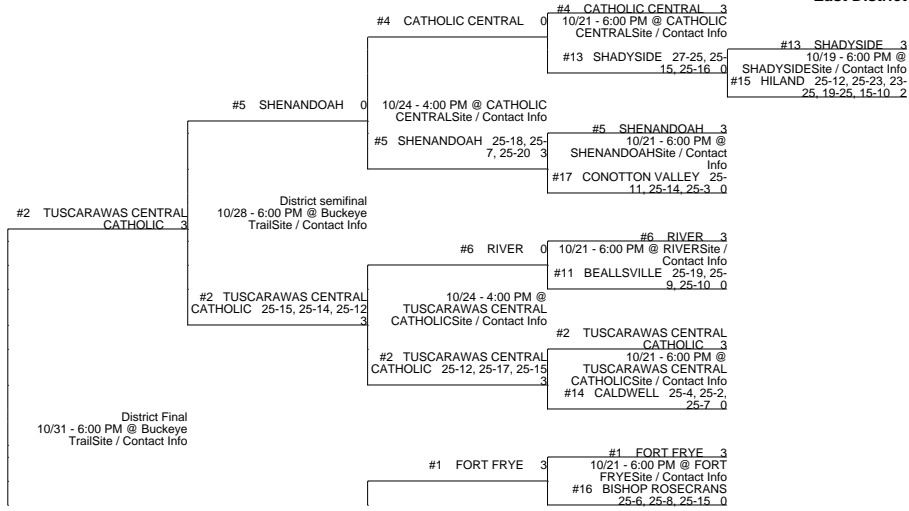 East District
#4 CATHOLIC CENTRAL 3
10/21 - 6:00 PM @ CATHOLIC
CENTRALSite / Contact Info
#13 SHADYSIDE 27-25, 25-
15, 25-16 0
#13 SHADYSIDE 3
10/19 - 6:00 PM @
SHADYSIDESite / Contact Info
#15 HILAND 25-12, 25-23, 23-
25, 19-25, 15-10 2
#4 CATHOLIC CENTRAL 0
10/24 - 4:00 PM @ CATHOLIC
CENTRALSite / Contact Info
#5 SHENANDOAH 25-18, 25-
7, 25-20 3
#5 SHENANDOAH 3
10/21 - 6:00 PM @
SHENANDOAHSite / Contact
Info
#17 CONOTTON VALLEY 25-
11, 25-14, 25-3 0
#5 SHENANDOAH 0
District semifinal
10/28 - 6:00 PM @ Buckeye
TrailSite / Contact Info
#2 TUSCARAWAS CENTRAL
CATHOLIC 25-15, 25-14, 25-12
3
#6 RIVER 0
10/24 - 4:00 PM @
TUSCARAWAS CENTRAL
CATHOLICSite / Contact Info
#2 TUSCARAWAS CENTRAL
CATHOLIC 25-12, 25-17, 25-15
3
#6 RIVER 3
10/21 - 6:00 PM @ RIVERSite /
Contact Info
#11 BEALLSVILLE 25-19, 25-
9, 25-10 0
#2 TUSCARAWAS CENTRAL
CATHOLIC 3
10/21 - 6:00 PM @
TUSCARAWAS CENTRAL
CATHOLICSite / Contact Info
#14 CALDWELL 25-4, 25-2,
25-7 0
#2 TUSCARAWAS CENTRAL
CATHOLIC 3
District Final
10/31 - 6:00 PM @ Buckeye
TrailSite / Contact Info
#1 FORT FRYE 3
#1 FORT FRYE 3
10/21 - 6:00 PM @ FORT
FRYESite / Contact Info
#16 BISHOP ROSECRANS
25-6, 25-8, 25-15 0